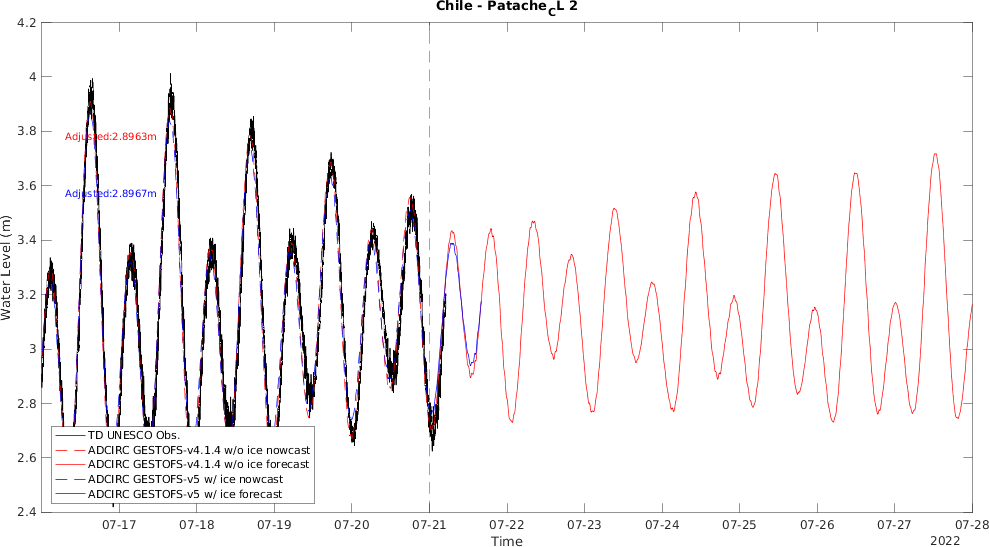 Chile - Patache_CL 2
4.2
4
3.8
3.6
3.4
3.2
3
2.8
2.6
2.4
Water Level (m)
Adjusted:2.8963m
Adjusted:2.8967m
TD UNESCO Obs.
ADCIRC GESTOFS-v4.1.4 w/o ice nowcast
ADCIRC GESTOFS-v4.1.4 w/o ice forecast
ADCIRC GESTOFS-v5 w/ ice nowcast
ADCIRC GESTOFS-v5 w/ ice forecast
07-17 07-18 07-19 07-20 07-21 07-22 07-23 07-24 07-25 07-26 07-27 07-28
Time
2022